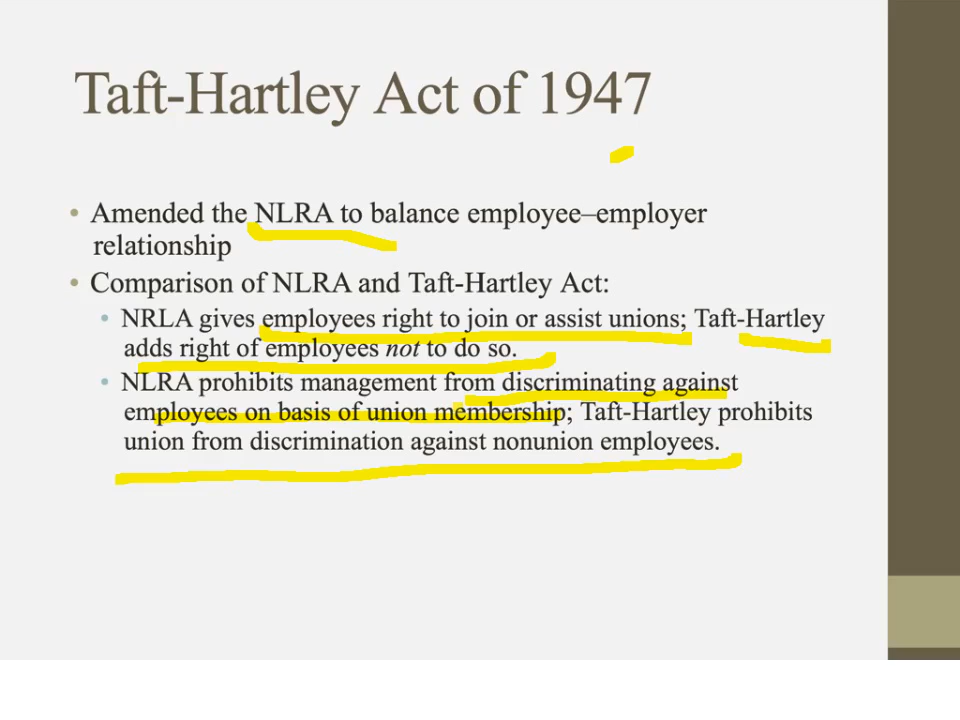 Taft-Hartley Act of 1947
• Amended the NLRA to balance employee–employer
relationship
• Comparison of NLRA and Taft-Hartley Act:
• NRLA gives employees right to join or assist unions; Taft-Hartley
adds right of employees not to do so.
• NLRA prohibits management from discriminating against
employees on basis of union membership; Taft-Hartley prohibits
union from discrimination against nonunion employees.